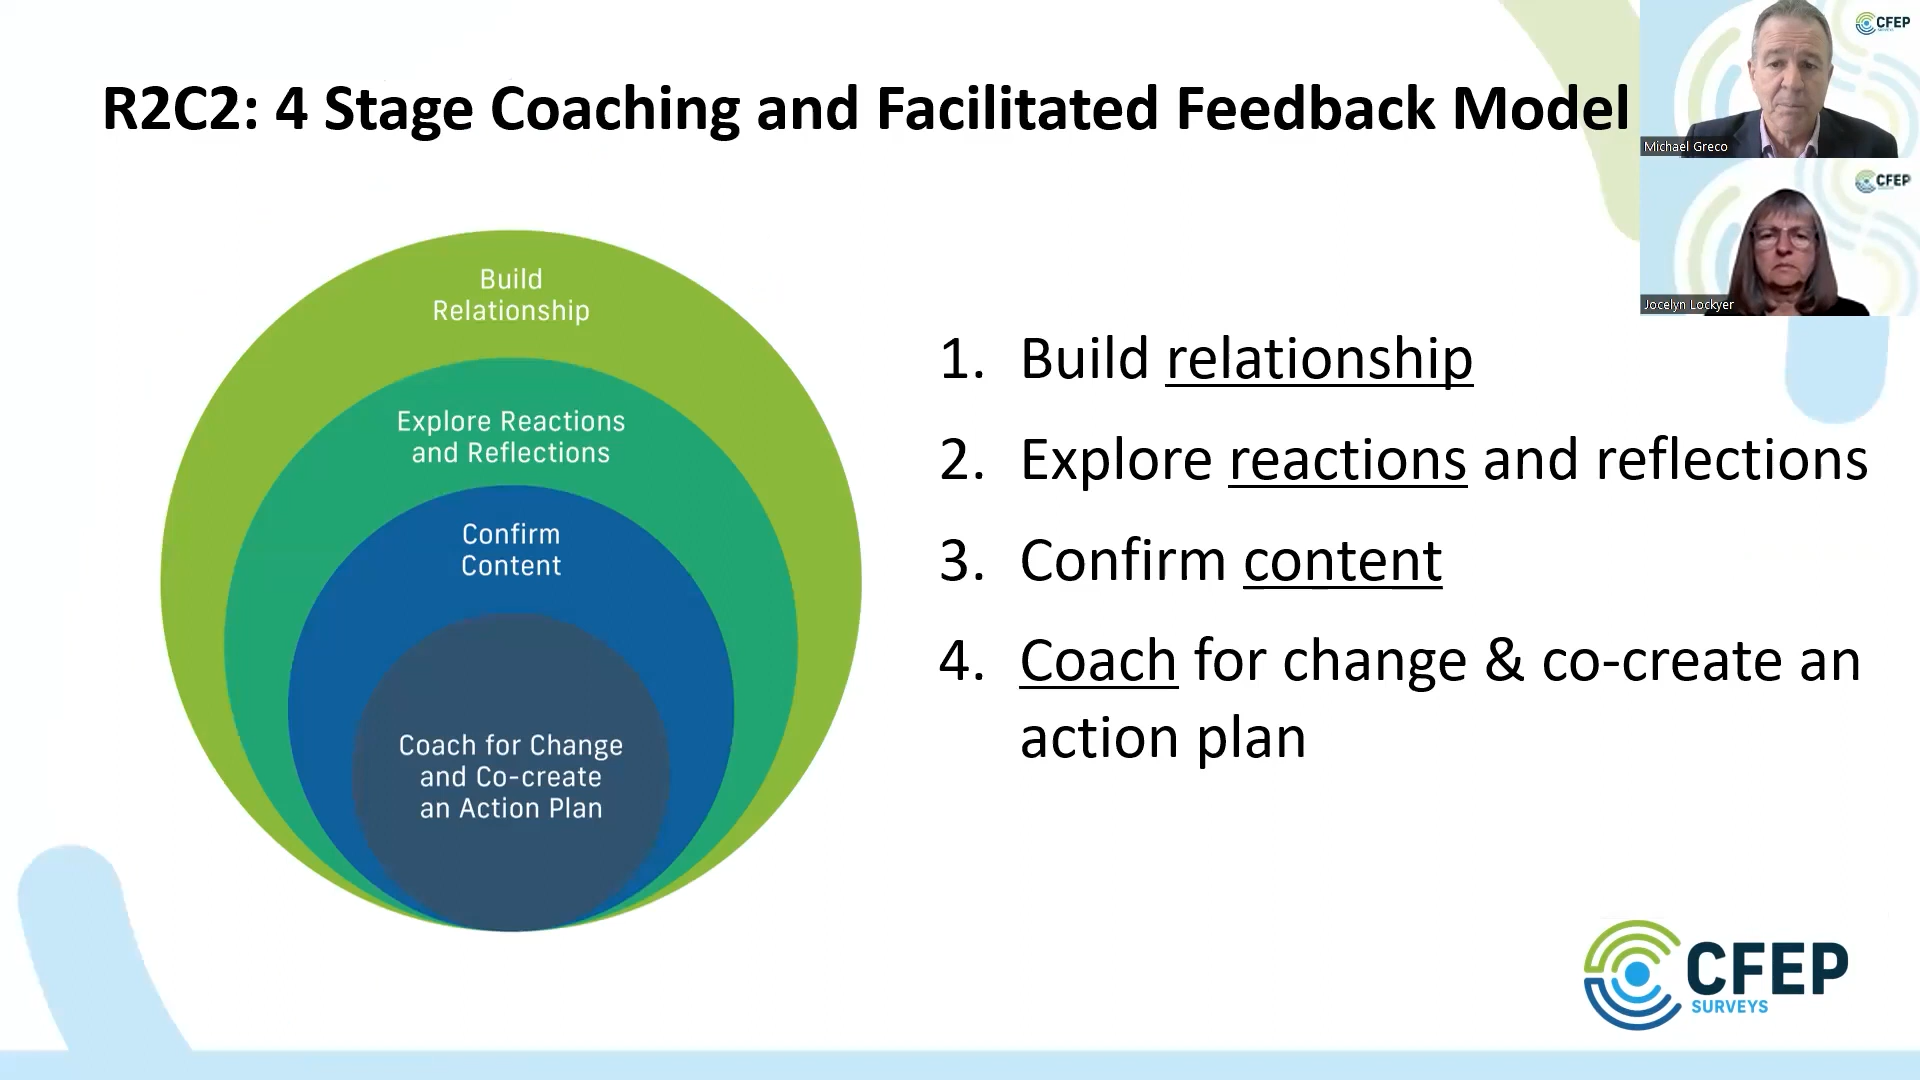 R2C2: 4 Stage Coaching and Facilitated Feedback Model
CFEP
SURVEYS
Michael Greco
CFEP
Jocelyn Lockyer
Build
Relationship
Explore Reactions
and Reflections
Confirm
Content
Coach for Change
and Co-create
an Action Plan
1. Build relationship
2. Explore reactions and reflections
3. Confirm content
4. Coach for change & co-create an
action plan
CFEP
SURVEYS